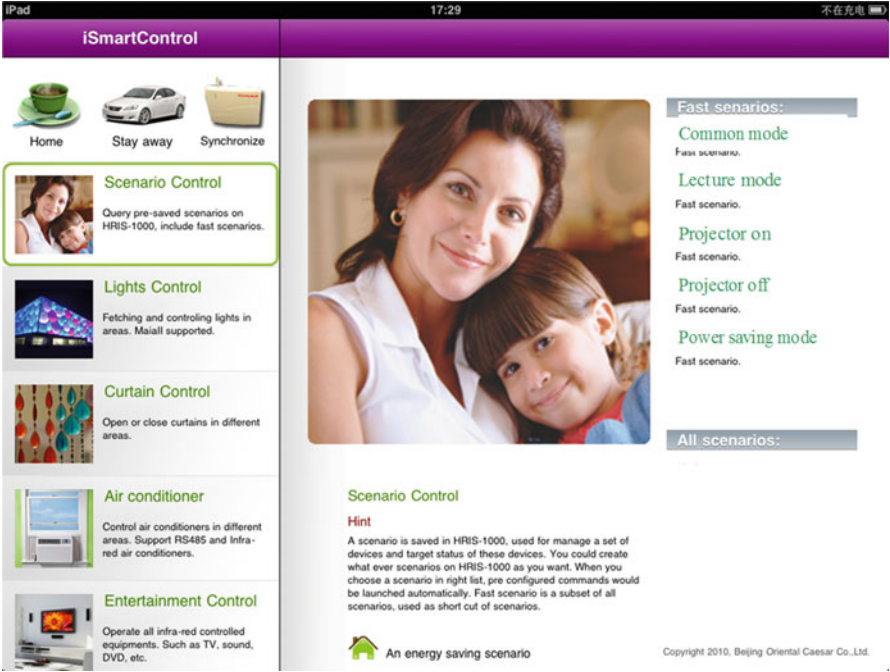 iPad
17:29
不在充电
iSmartControl
Home
Stay away
Synchronize
Scenario Control
Query pre-saved scenarios on
HRIS-1000, include fast scenarios.
Lights Control
Fetching and controling lights in
areas. Maiall supported.
Curtain Control
Open or close curtains in different
areas.
Air conditioner
Control air conditioners in different
areas. Support RS485 and Infra-
red air conditioners.
Entertainment Control
Operate all infra-red controlled
equipments. Such as TV, sound,
DVD, etc.
Fast senarios:
Common mode
Fast scenario.
Lecture mode
Fast scenario.
Projector on
Fast scenario.
Projector off
Fast scenario.
Power saving mode
Fast scenario.
All scenarios:
Scenario Control
Hint
A scenario is saved in HRIS-1000, used for manage a set of
devices and target status of these devices. You could create
what ever scenarios on HRIS-1000 as you want. When you
choose a scenario in right list, pre configured commands would
be launched automatically. Fast scenario is a subset of all
scenarios, used as short cut of scenarios.
An energy saving scenario
Copyright 2010, Beijing Oriental Caesar Co.,Ltd.